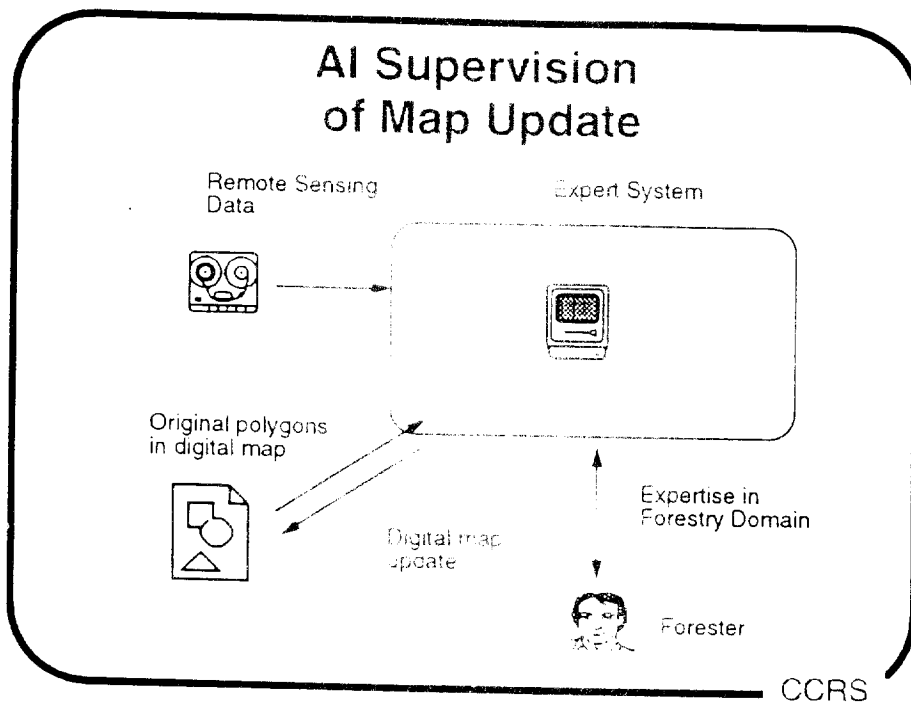 AI Supervision
of Map Update
Remote Sensing
Data
Expert System
Original polygons
in digital map
Digital map
update
Expertise in
Forestry Domain
Forester
CCRS